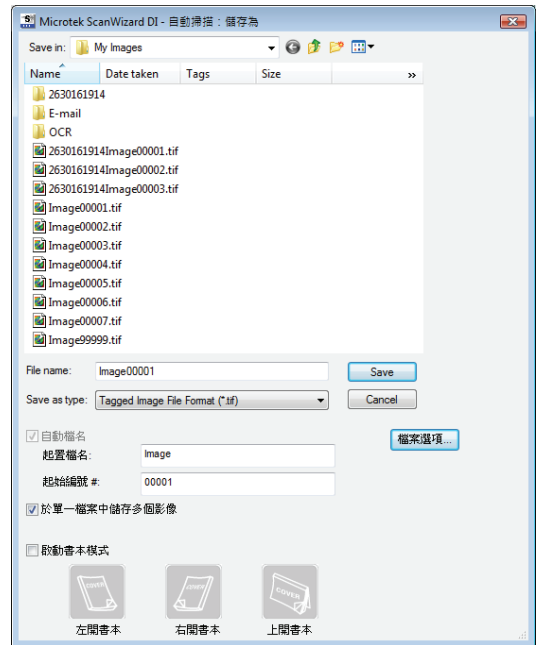 Microtek ScanWizard DI - 自動掃描：儲存為
Save in: My Images
Name Date taken Tags Size »
2630161914
E-mail
OCR
2630161914Image00001.tif
2630161914Image00002.tif
2630161914Image00003.tif
Image00001.tif
Image00002.tif
Image00003.tif
Image00004.tif
Image00005.tif
Image00006.tif
Image00007.tif
Image99999.tif
File name: Image00001 Save
Save as type: Tagged Image File Format (*.tif) Cancel
自動檔名 檔案選項...
起置檔名: Image
起始編號 #: 00001
於單一檔案中儲存多個影像
啟動書本模式
COVER COVER COVER
左開書本 右開書本 上開書本